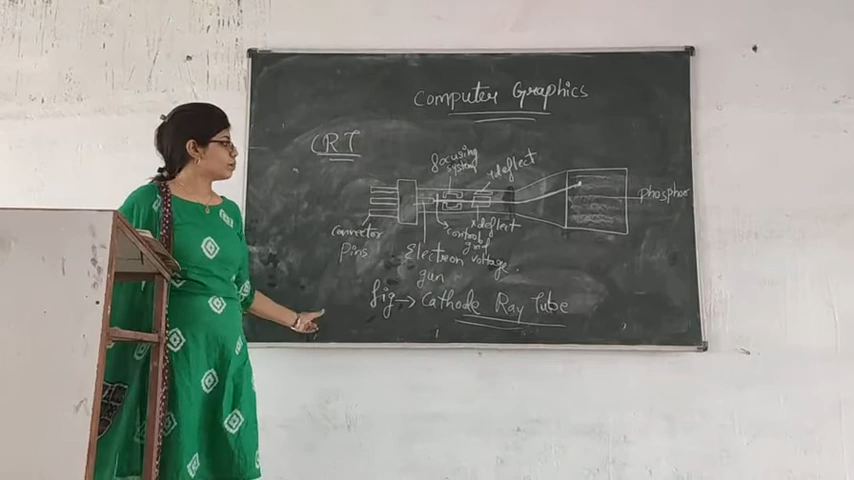 Computer Graphics
CRT
focusing
system
y deflect
phosphor
connector
Pins
x deflect
control
grid
voltage.
Electron
gun
fig → Cathode Ray Tube